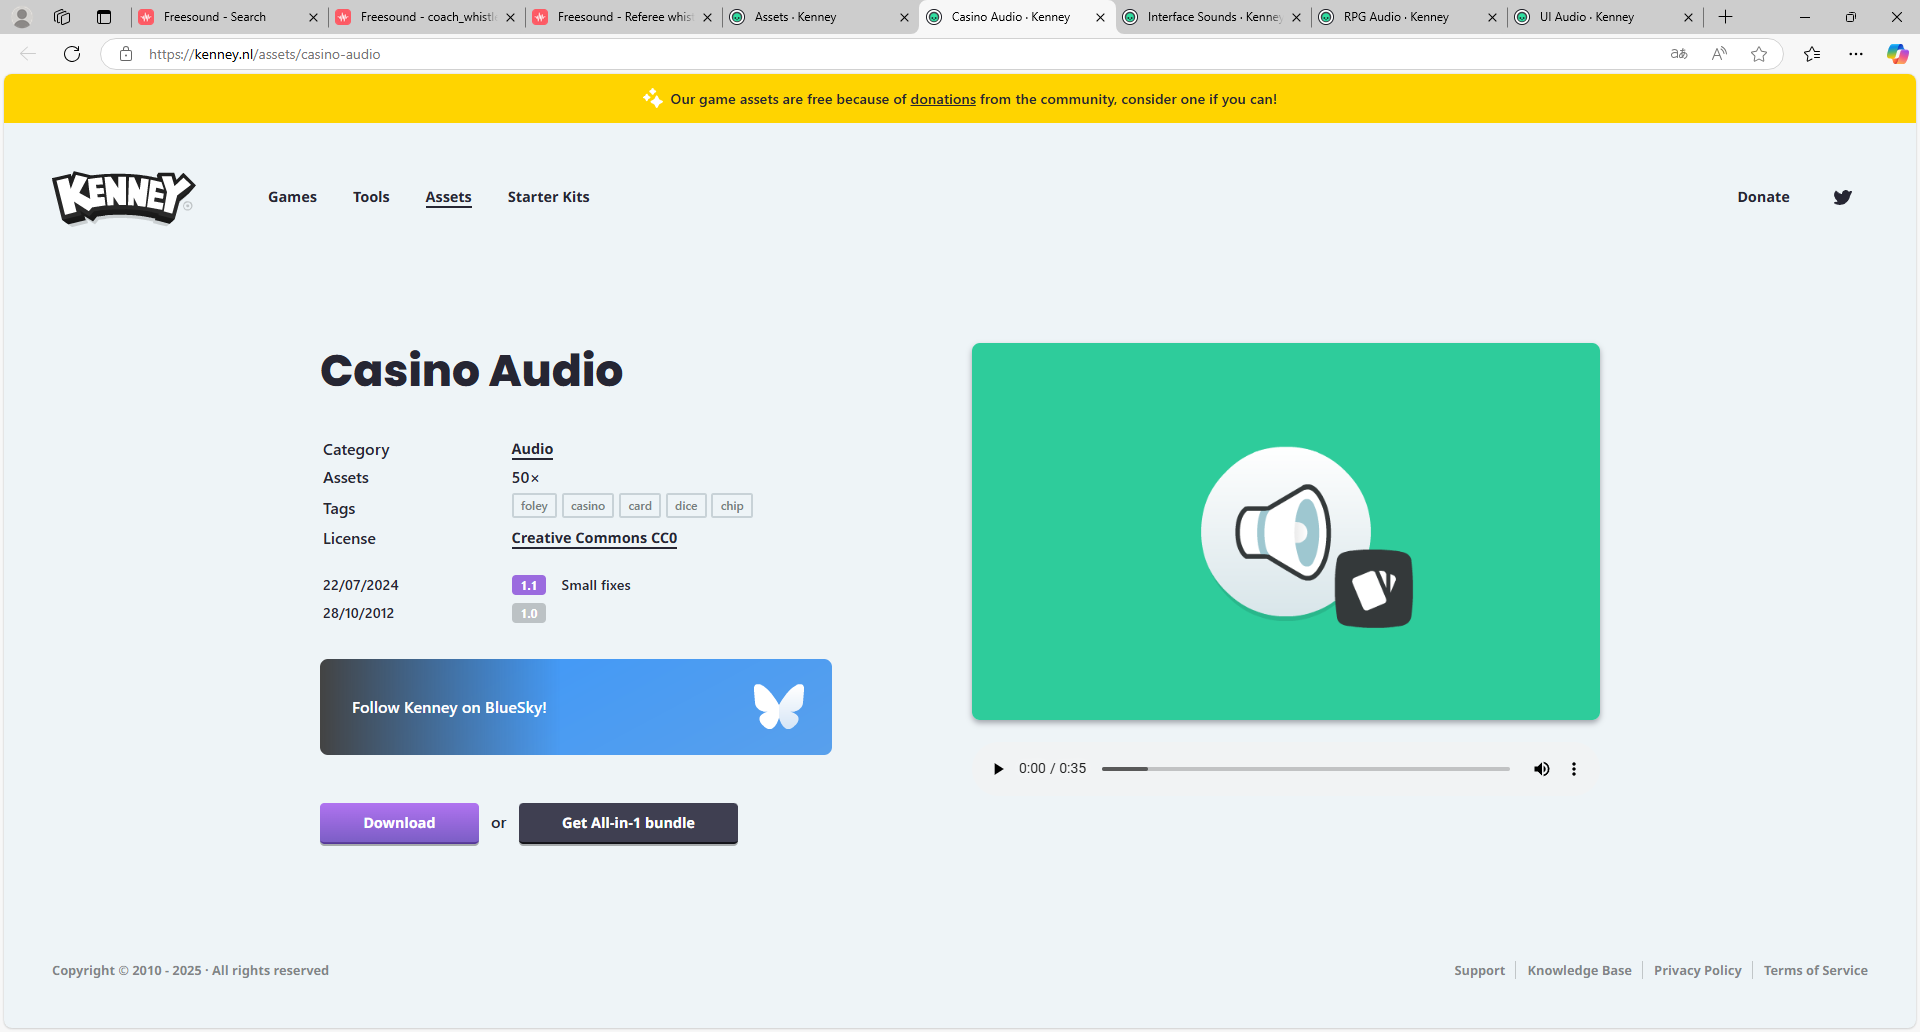 Freesound - Search
Freesound - coach_whistle
Freesound - Referee whist
Assets · Kenney
Casino Audio · Kenney
Interface Sounds · Kenney
RPG Audio · Kenney
UI Audio · Kenney
https://kenney.nl/assets/casino-audio
Our game assets are free because of donations from the community, consider one if you can!
KENNEY
Games
Tools
Assets
Starter Kits
Donate
Casino Audio
Category Audio
Assets 50×
Tags foley casino card dice chip
License Creative Commons CC0
22/07/2024 1.1 Small fixes
28/10/2012 1.0
Follow Kenney on BlueSky!
0:00 / 0:35
Download or Get All-in-1 bundle
Copyright © 2010 - 2025 · All rights reserved
Support
Knowledge Base
Privacy Policy
Terms of Service